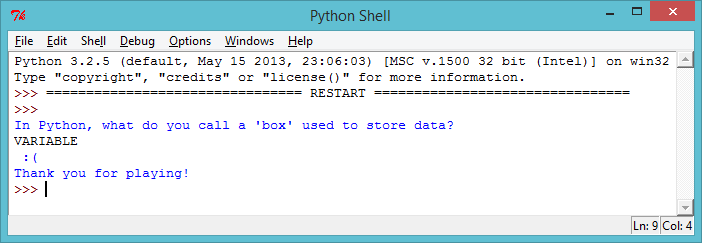 Python Shell
File Edit Shell Debug Options Windows Help
Python 3.2.5 (default, May 15 2013, 23:06:03) [MSC v.1500 32 bit (Intel)] on win32
Type "copyright", "credits" or "license()" for more information.
>>> ================================ RESTART ================================
>>>
In Python, what do you call a 'box' used to store data?
VARIABLE
 :(
Thank you for playing!
>>>
Ln: 9 Col: 4